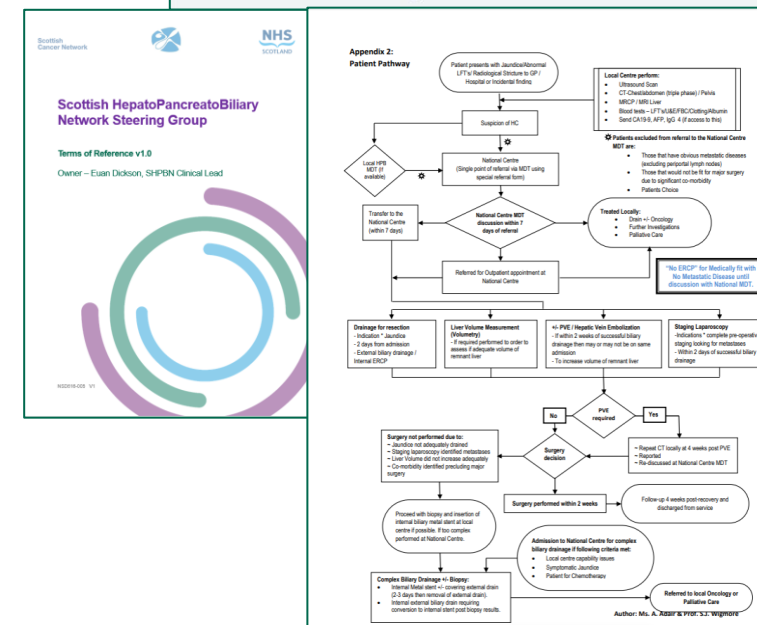 Scottish
Cancer Network
NHS
SCOTLAND
Scottish HepatoPancreatoBiliary
Network Steering Group
Terms of Reference v1.0
Owner – Euan Dickson, SHPBN Clinical Lead
V1
Appendix 2:
Patient Pathway
Patient presents with Jaundice/Abnormal
LFT's/ Radiological Stricture to GP /
Hospital or Incidental finding
Local Centre perform:
• Ultrasound Scan
• CT-Chest/abdomen (triple phase) / Pelvis
• MRCP / MRI Liver
• Blood tests – LFT's/U&E/FBC/Clotting/Albumin
• Send CA19-9, AFP, IgG 4 (if access to this)
Suspicion of HC
Patients excluded from referral to the National Centre
MDT are:
• Those that have obvious metastatic diseases
(excluding periportal lymph nodes)
• Those that would not be fit for major surgery
due to significant co-morbidity
• Patients Choice
Local HPB
MDT (If
available)
National Centre
(Single point of referral via MDT using
special referral form)
Transfer to the
National Centre
(within 7 days)
National Centre MDT
discussion within 7
days of referral
Treated Locally:
• Drain +/- Oncology
• Further Investigations
• Palliative Care
Referred for Outpatient appointment at
National Centre
"No ERCP" for Medically fit with
No Metastatic Disease until
discussion with National MDT.
Drainage for resection
- Indication * Jaundice
- 2 days from admission
- External biliary drainage /
Internal ERCP
Liver Volume Measurement
(Volumetry)
- If required performed to order to
assess if adequate volume of
remnant liver
+/- PVE / Hepatic Vein Embolization
- If within 2 weeks of successful biliary
drainage then may or may not be on same
admission
- To increase volume of remnant liver
Staging Laparoscopy
-Indications * complete pre-operativ
staging looking for metastases
- Within 2 days of successful biliary
drainage
No
PVE
required
Yes
Surgery not performed due to:
~ Jaundice not adequately drained
~ Staging laparoscopy identified metastases
~ Liver Volume did not increase adequately
~ Co-morbidity identified precluding major
surgery
Surgery
decision
~ Repeat CT locally at 4 weeks post PVE
~ Reported
~ Re-discussed at National Centre MDT
Surgery performed within 2 weeks
Follow-up 4 weeks post-recovery and
discharged from service
Proceed with biopsy and insertion of
internal biliary metal stent at local
centre if possible. If too complex
performed at National Centre.
Admission to National Centre for complex
biliary drainage if following criteria met:
• Local centre capability issues
• Symptomatic Jaundice
• Patient for Chemotherapy
Complex Biliary Drainage +/- Biopsy:
• Internal Metal stent +/- covering external drain
(2-3 days then removal of external drain).
• Internal external biliary drain requiring
conversion to internal stent post biopsy results.
Referred to local Oncology or
Palliative Care
Author: Ms. A. Adair & Prof. S.J. Wigmore